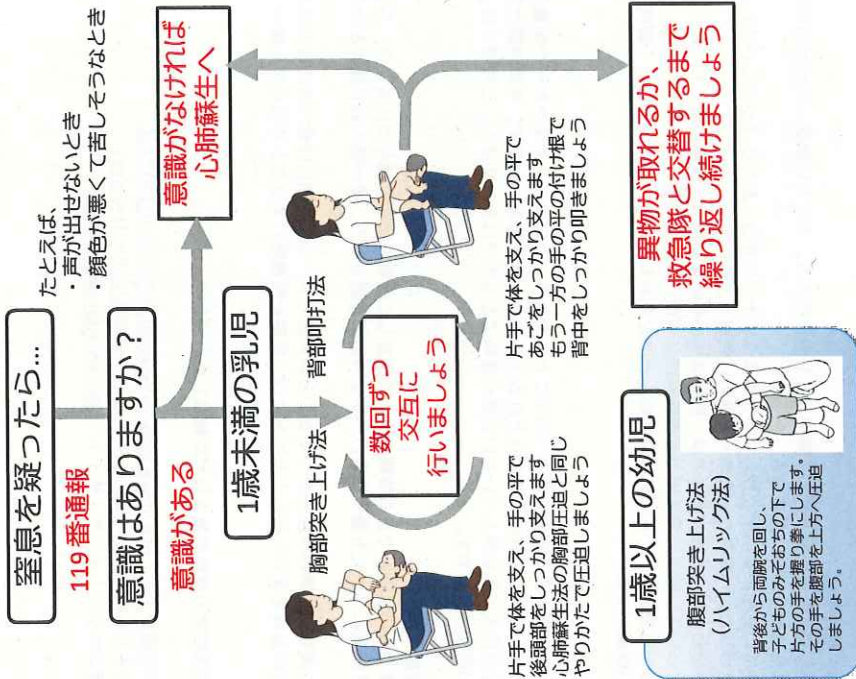 窒息を疑ったら...
119番通報
たとえば、
・声が出せないとき
・顔色が悪くて苦しそうなとき
意識はありますか？
意識がある
意識がなければ
心肺蘇生へ
1歳未満の乳児
胸部突き上げ法
背部叩打法
数回ずつ
交互に
行いましょう
片手で体を支え、手の平で
後頭部をしっかり支えます
心肺蘇生法の胸部圧迫と同じ
やりかたで圧迫しましょう
片手で体を支え、手の平で
あごをしっかり支えます
もう一方の手の平の付け根で
背中をしっかり叩きましょう
1歳以上の幼児
腹部突き上げ法
(ハイムリック法)
背後から両腕を回し、
子どものみぞおちの下で
片方の手を握り拳にします。
その手を腹部を上方へ圧迫
しましょう。
異物が取れるか、
救急隊と交替するまで
繰り返し続けましょう